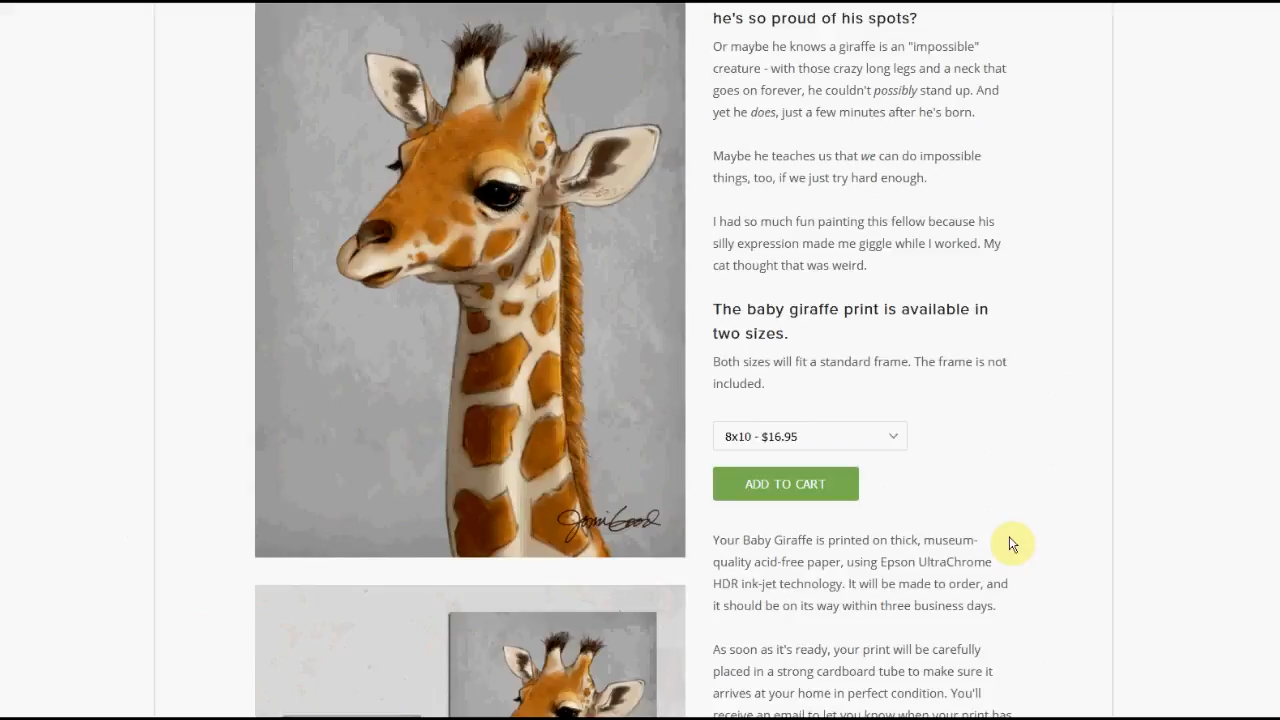 he's so proud of his spots?
Or maybe he knows a giraffe is an "impossible"
creature - with those crazy long legs and a neck that
goes on forever, he couldn't possibly stand up. And
yet he does, just a few minutes after he's born.
Maybe he teaches us that we can do impossible
things, too, if we just try hard enough.
I had so much fun painting this fellow because his
silly expression made me giggle while I worked. My
cat thought that was weird.
The baby giraffe print is available in
two sizes.
Both sizes will fit a standard frame. The frame is not
included.
8x10 - $16.95
ADD TO CART
Your Baby Giraffe is printed on thick, museum-
quality acid-free paper, using Epson UltraChrome
HDR ink-jet technology. It will be made to order, and
it should be on its way within three business days.
As soon as it's ready, your print will be carefully
placed in a strong cardboard tube to make sure it
arrives at your home in perfect condition. You'll
receive an email to let you know when your print has
Jami Good